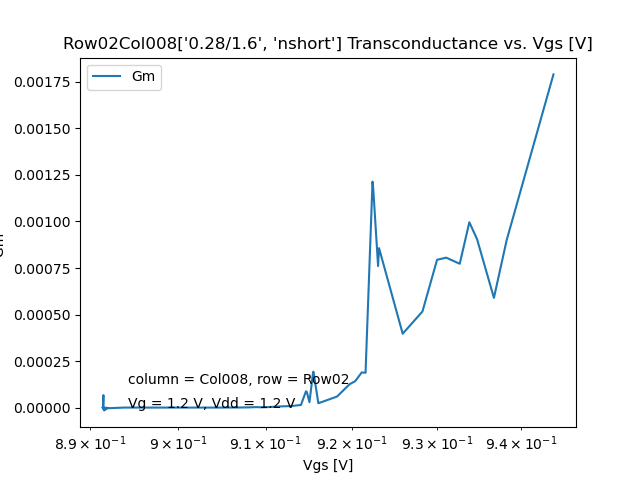 Row02Col008['0.28/1.6', 'nshort'] Transconductance vs. Vgs [V]
Gm
0.00175
0.00150
0.00125
0.00100
0.00075
0.00050
0.00025
0.00000
column = Col008, row = Row02
Vg = 1.2 V, Vdd = 1.2 V
8.9 × 10⁻¹ 9 × 10⁻¹ 9.1 × 10⁻¹ 9.2 × 10⁻¹ 9.3 × 10⁻¹ 9.4 × 10⁻¹
Vgs [V]